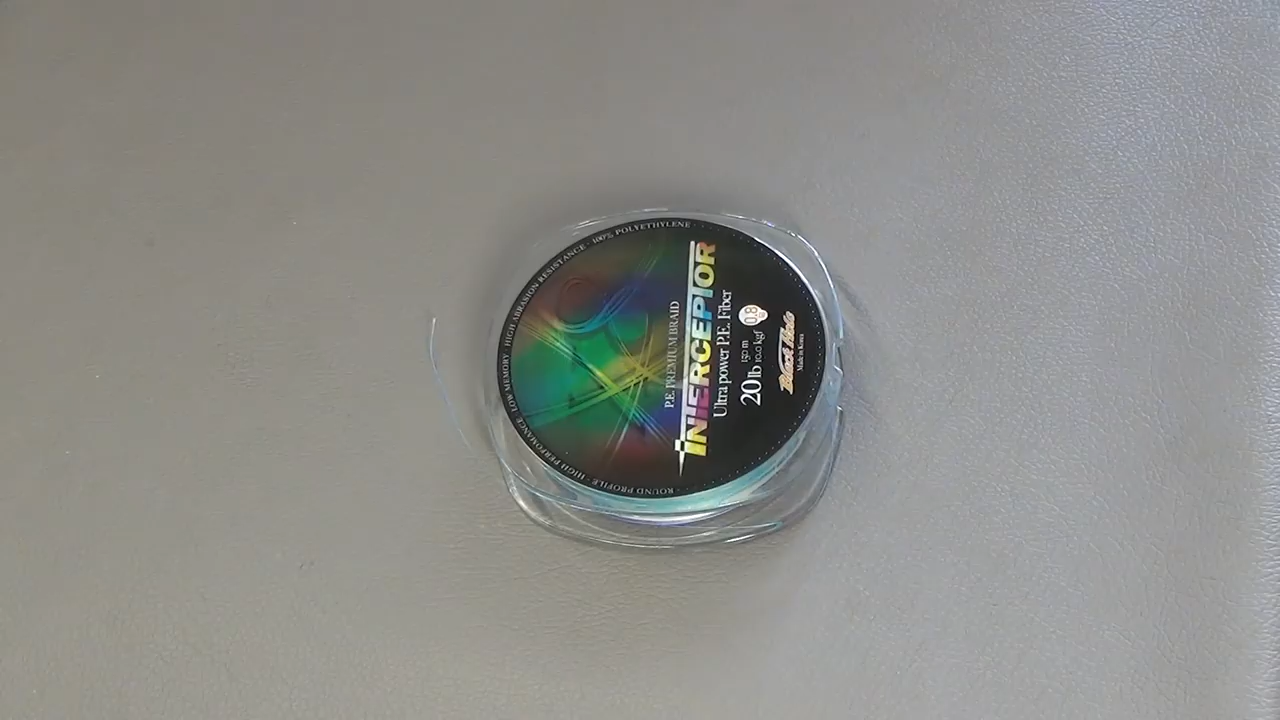 ROUND PROFILE · HIGH PERFOMANCE · LOW MEMORY · HIGH ABRASION RESISTANCE · 100% POLYETHYLENE
P.E. PREMIUM BRAID
INTERCEPTOR
Ultra power P.E. Fiber
20 lb 150 m 10.0 kgf 0.8
Black Hole
Made in Korea